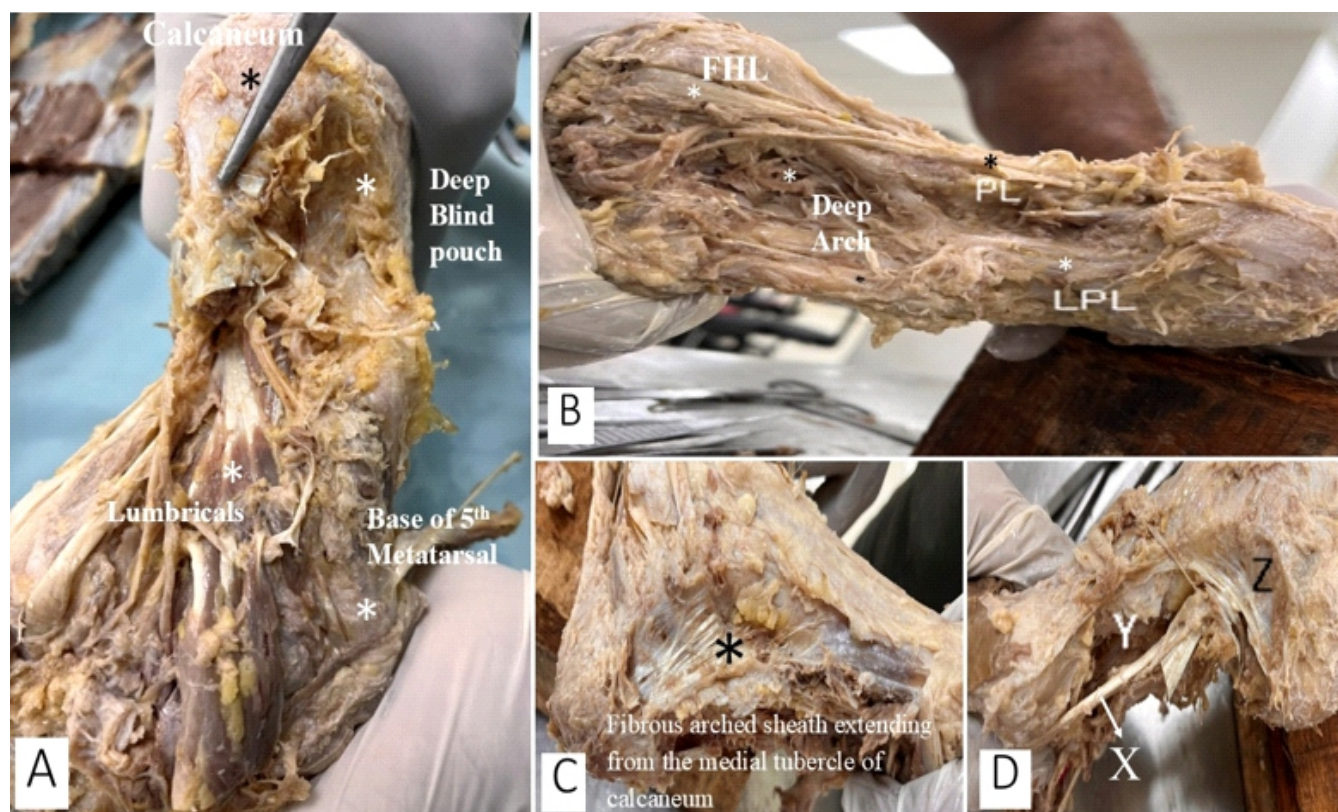 Calcaneum
*
*
Deep
Blind
pouch
*
Lumbricals
Base of 5th
Metatarsal
*
A
FHL
*
*
PL
*
Deep
Arch
*
LPL
B
*
Fibrous arched sheath extending
from the medial tubercle of
calcaneum
C
Z
Y
X
D